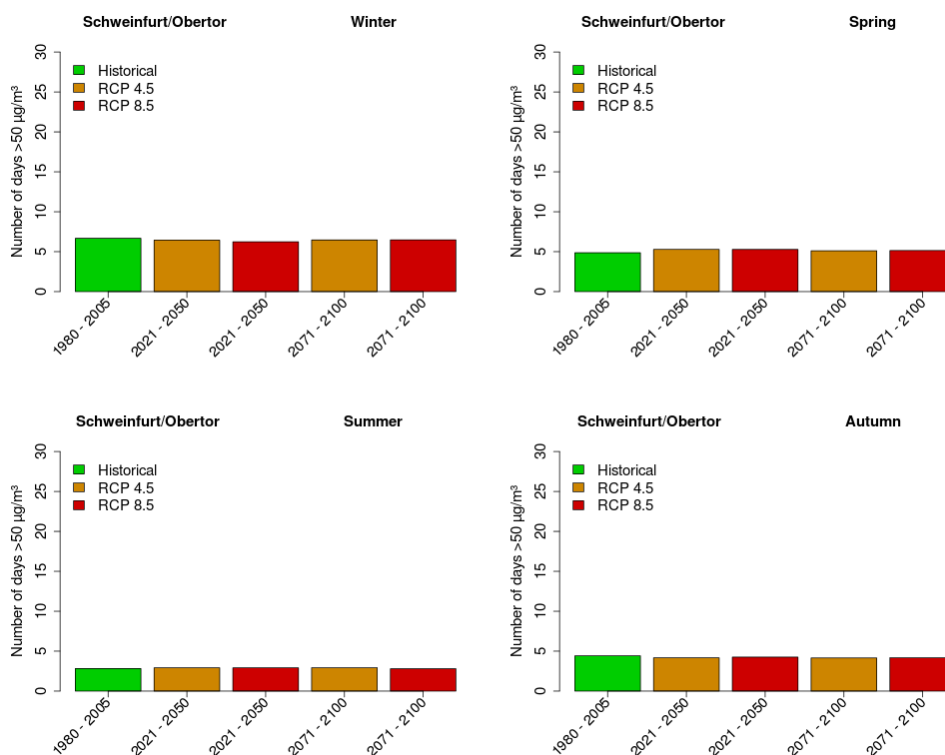 Schweinfurt/Obertor Winter
Number of days >50 µg/m³
30
25
20
15
10
5
0
Historical
RCP 4.5
RCP 8.5
1980 - 2005
2021 - 2050
2021 - 2050
2071 - 2100
2071 - 2100
Schweinfurt/Obertor Spring
Number of days >50 µg/m³
30
25
20
15
10
5
0
Historical
RCP 4.5
RCP 8.5
1980 - 2005
2021 - 2050
2021 - 2050
2071 - 2100
2071 - 2100
Schweinfurt/Obertor Summer
Number of days >50 µg/m³
30
25
20
15
10
5
0
Historical
RCP 4.5
RCP 8.5
1980 - 2005
2021 - 2050
2021 - 2050
2071 - 2100
2071 - 2100
Schweinfurt/Obertor Autumn
Number of days >50 µg/m³
30
25
20
15
10
5
0
Historical
RCP 4.5
RCP 8.5
1980 - 2005
2021 - 2050
2021 - 2050
2071 - 2100
2071 - 2100